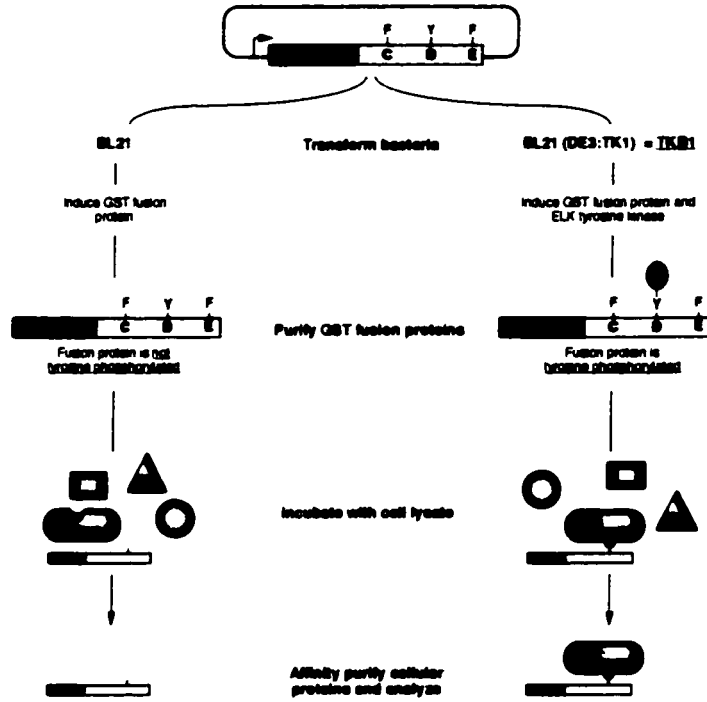 F Y F
C D E
BL21
Transform bacteria
BL21 (DE3:TK1) = TKB1
Induce GST fusion
protein
Induce GST fusion protein and
ELK tyrosine kinase
F Y F
C D E
Purify GST fusion proteins
F Y F
C D E
Fusion protein is not
tyrosine phosphorylated
Fusion protein is
tyrosine phosphorylated
Incubate with cell lysate
Affinity purify cellular
proteins and analyze